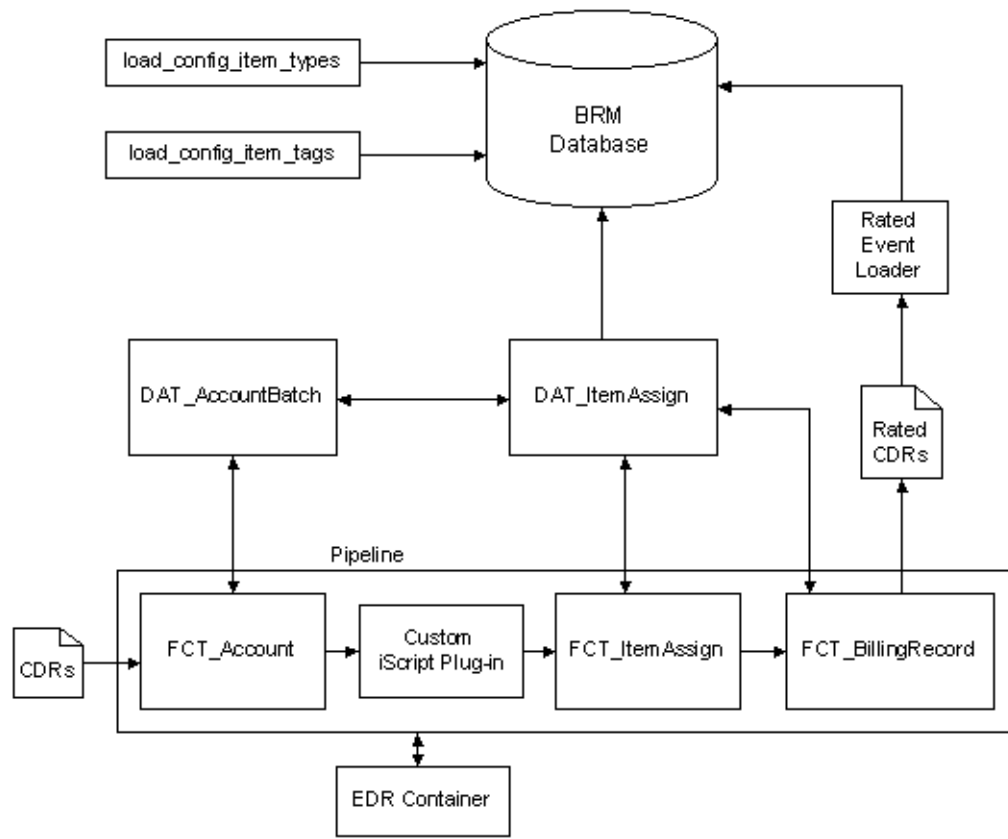 load_config_item_types
BRM
Database
load_config_item_tags
Rated
Event
Loader
DAT_AccountBatch
DAT_ItemAssign
Rated
CDRs
Pipeline
CDRs
FCT_Account
Custom
iScript Plug-in
FCT_ItemAssign
FCT_BillingRecord
EDR Container